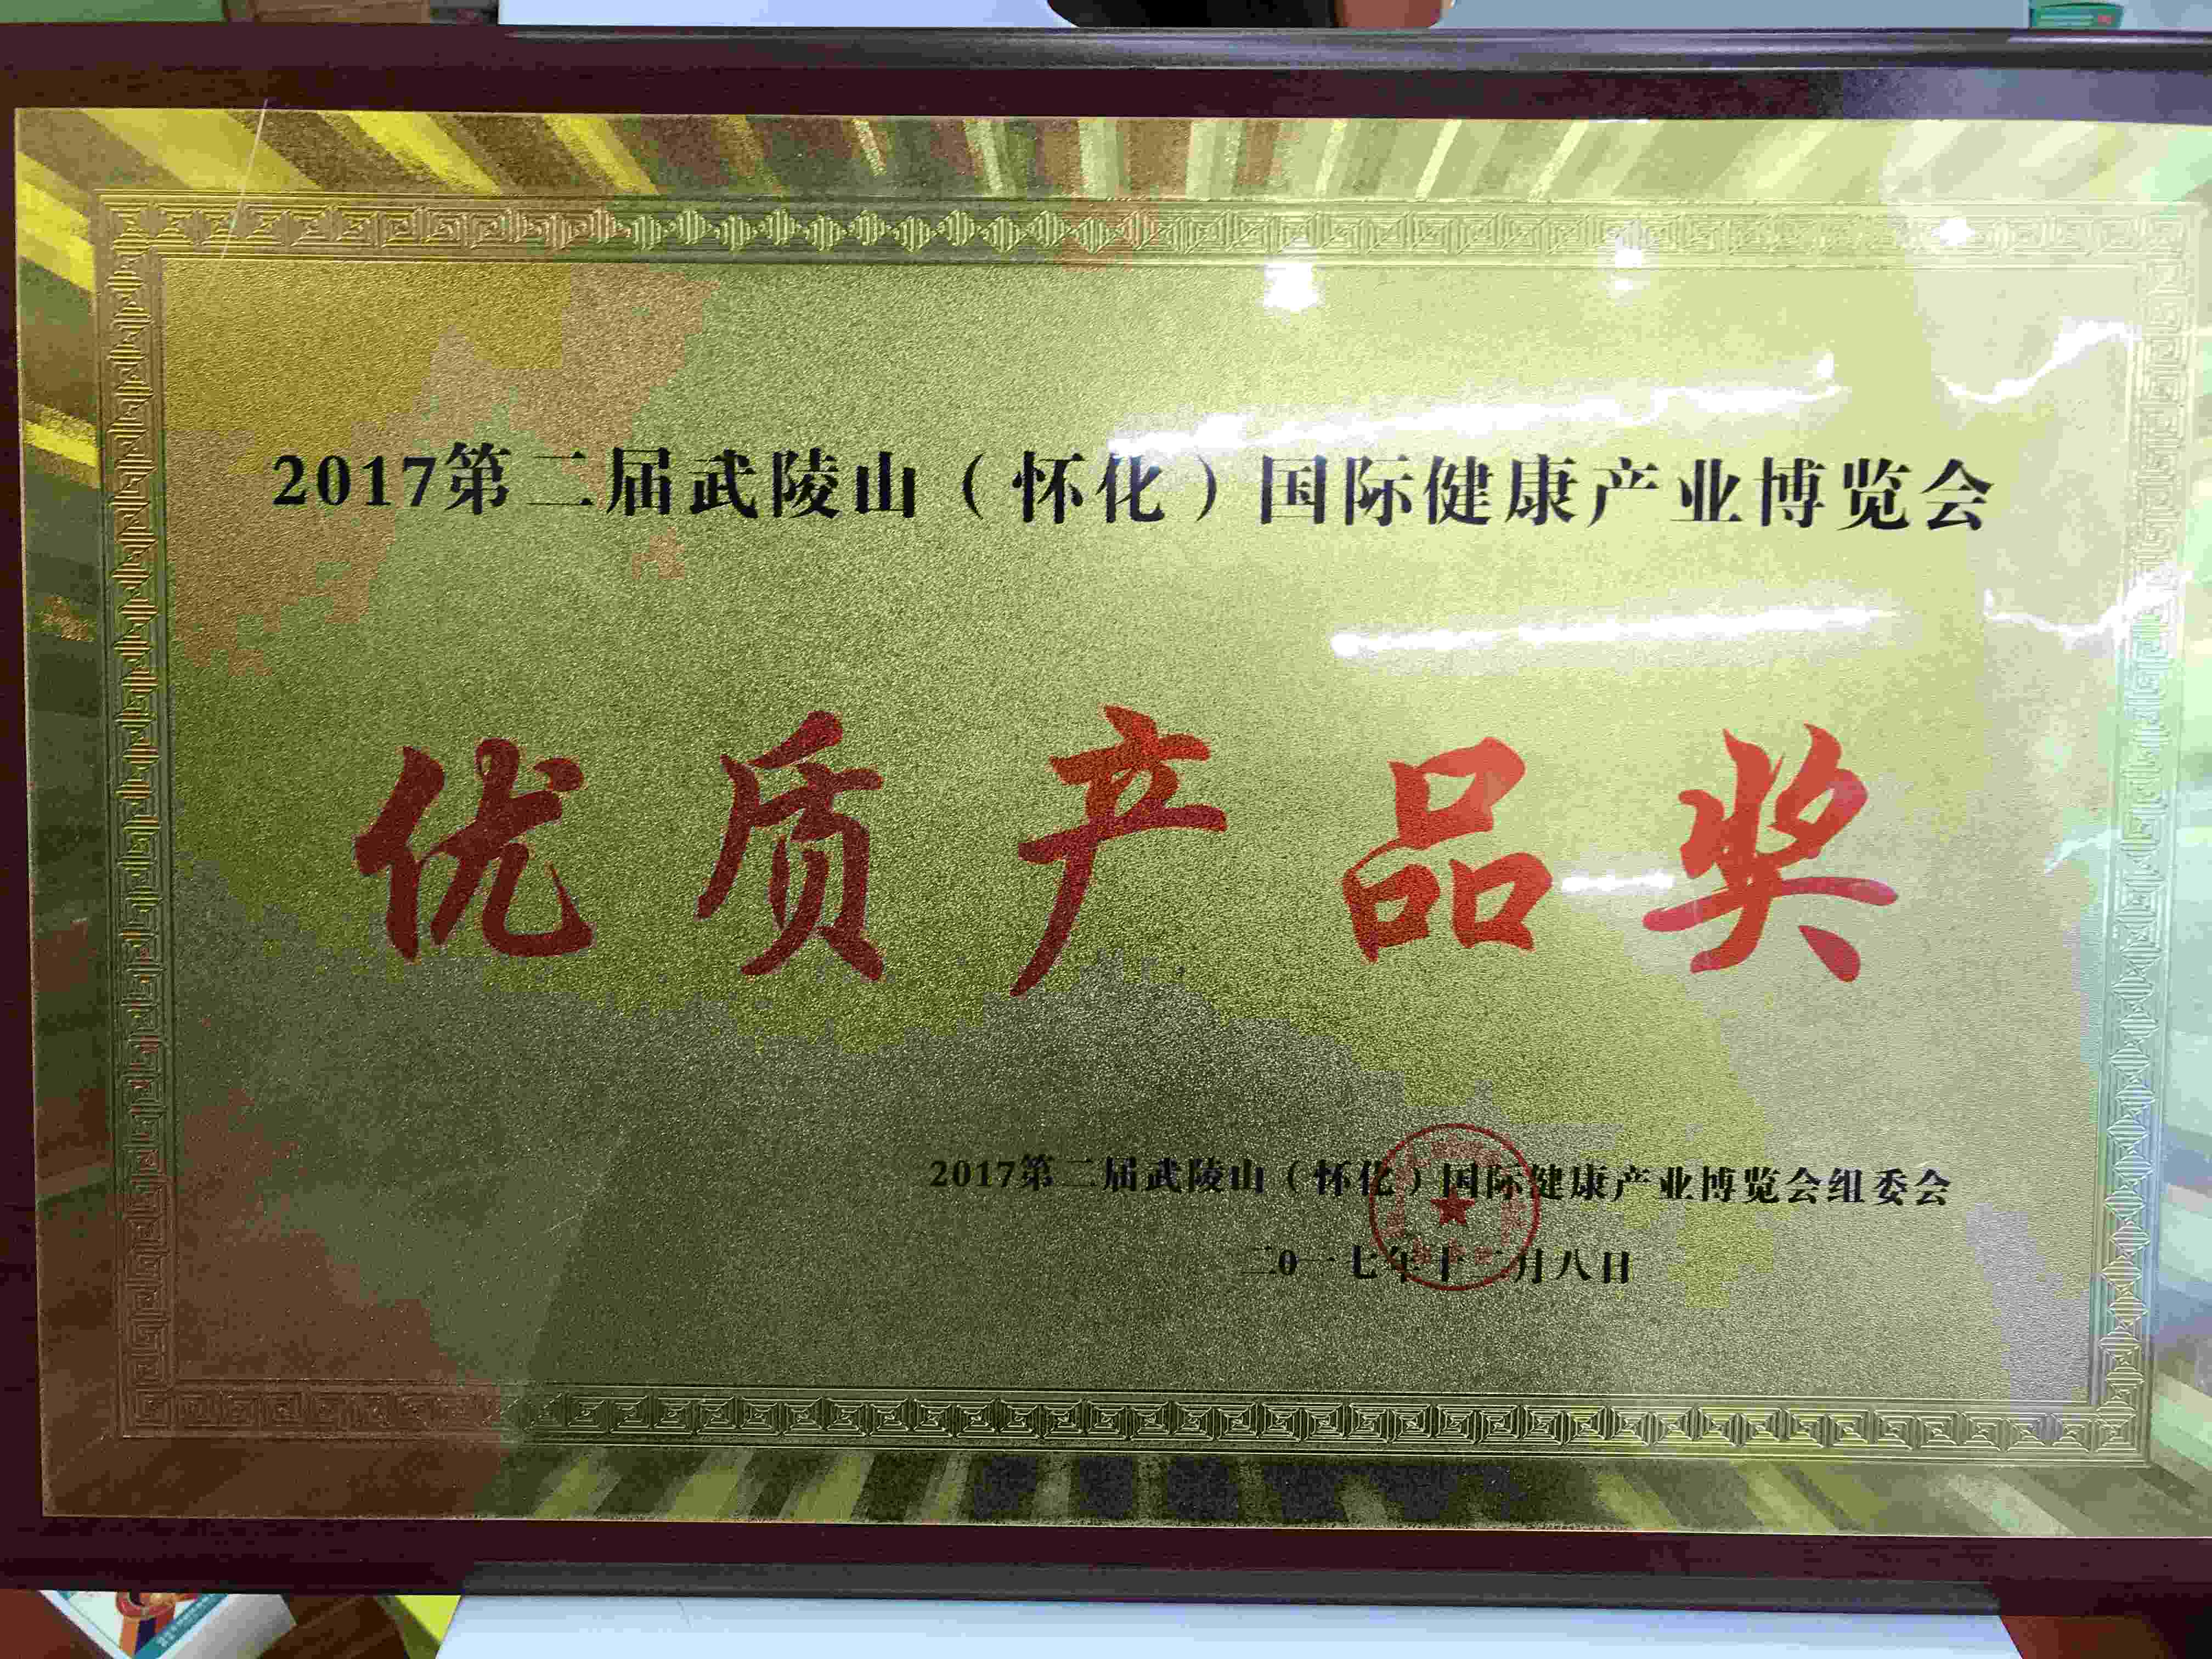 2017第二届武陵山（怀化）国际健康产业博览会
优质产品奖
2017第二届武陵山（怀化）国际健康产业博览会组委会
二0一七年十二月八日